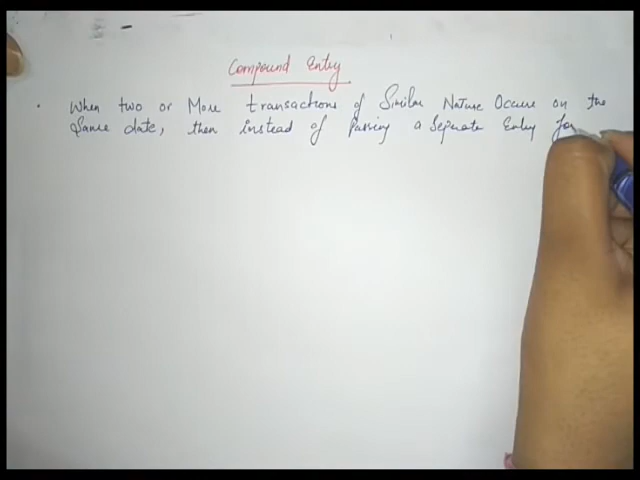 Compound Entry
• When two or More transactions of Similar Nature Occure on the
Same date, then instead of Passing a Separate Entry for